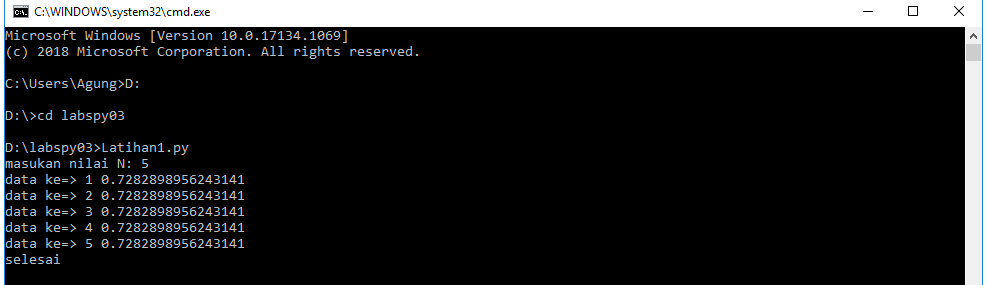 C:\WINDOWS\system32\cmd.exe
Microsoft Windows [Version 10.0.17134.1069]
(c) 2018 Microsoft Corporation. All rights reserved.
C:\Users\Agung>D:
D:\>cd labspy03
D:\labspy03>Latihan1.py
masukan nilai N: 5
data ke=> 1 0.7282898956243141
data ke=> 2 0.7282898956243141
data ke=> 3 0.7282898956243141
data ke=> 4 0.7282898956243141
data ke=> 5 0.7282898956243141
selesai